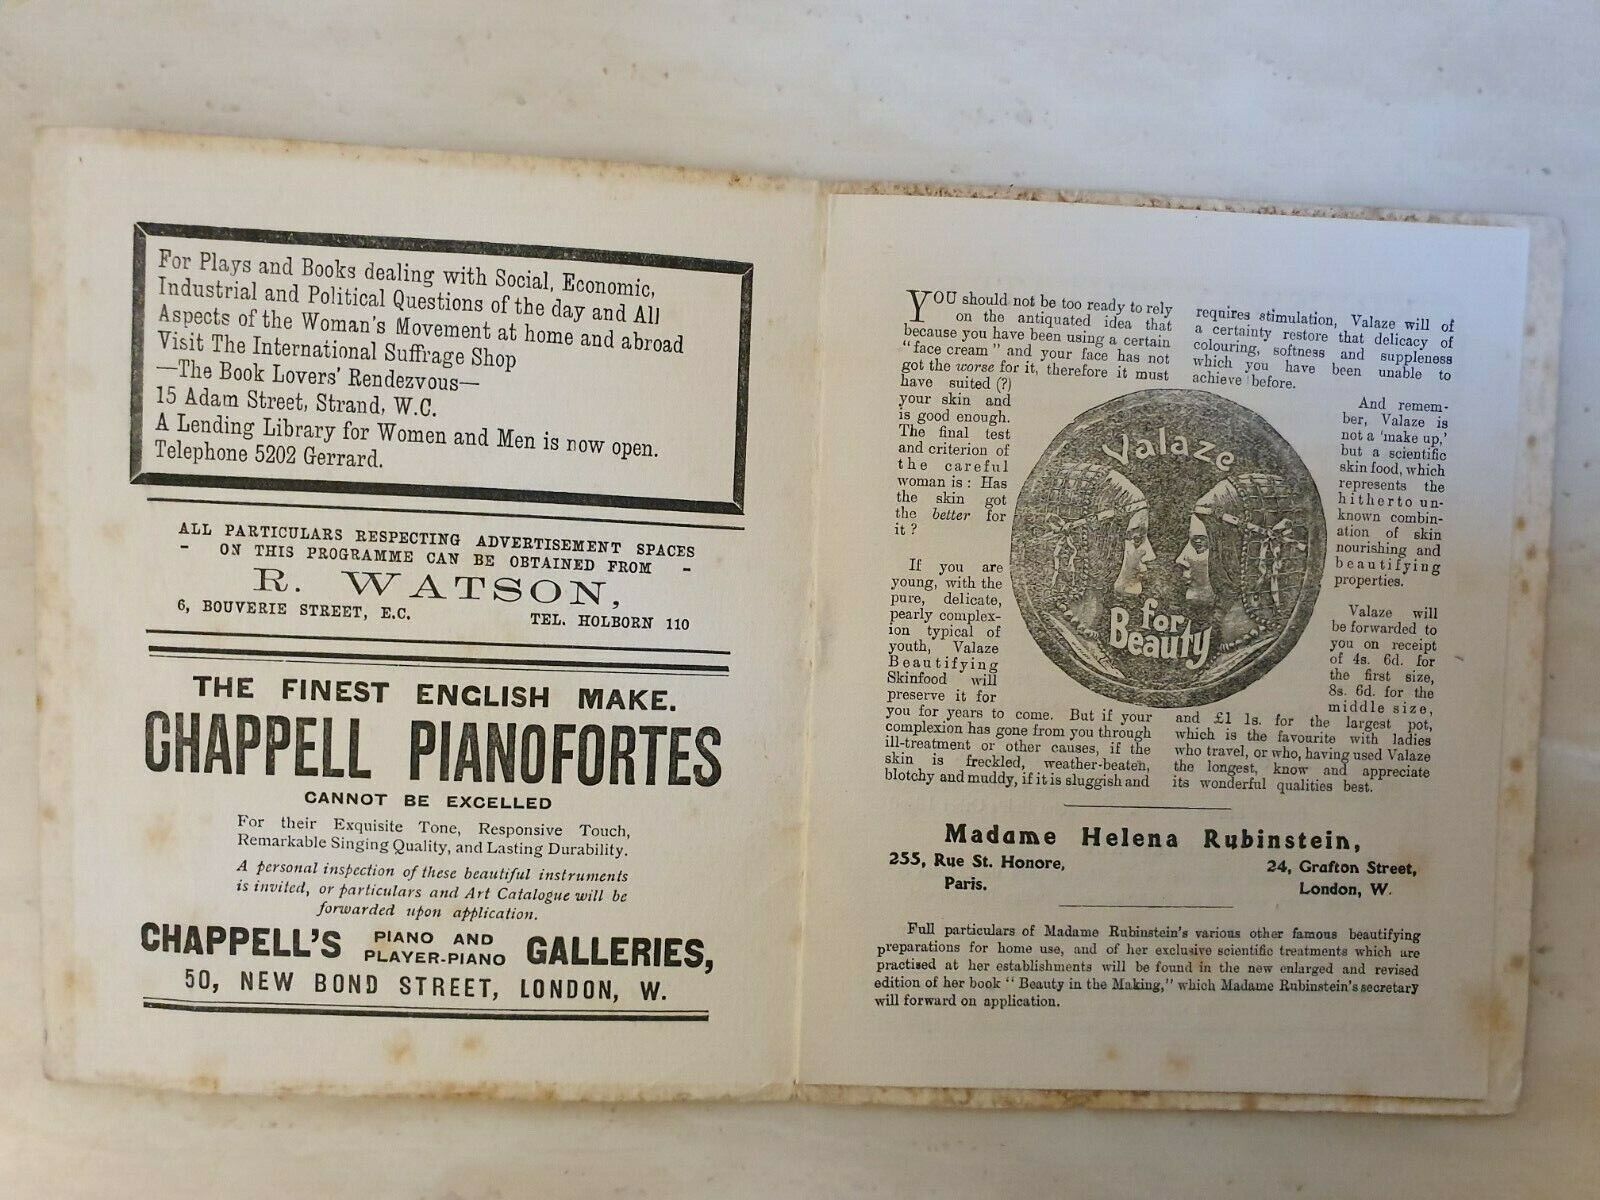 For Plays and Books dealing with Social, Economic,
Industrial and Political Questions of the day and All
Aspects of the Woman's Movement at home and abroad
Visit The International Suffrage Shop
—The Book Lovers' Rendezvous—
15 Adam Street, Strand, W.C.
A Lending Library for Women and Men is now open.
Telephone 5202 Gerrard.
ALL PARTICULARS RESPECTING ADVERTISEMENT SPACES
- ON THIS PROGRAMME CAN BE OBTAINED FROM -
R. WATSON,
6, BOUVERIE STREET, E.C. TEL. HOLBORN 110
THE FINEST ENGLISH MAKE.
CHAPPELL PIANOFORTES
CANNOT BE EXCELLED
For their Exquisite Tone, Responsive Touch,
Remarkable Singing Quality, and Lasting Durability.
A personal inspection of these beautiful instruments
is invited, or particulars and Art Catalogue will be
forwarded upon application.
CHAPPELL'S PIANO AND PLAYER-PIANO GALLERIES,
50, NEW BOND STREET, LONDON, W.
YOU should not be too ready to rely
on the antiquated idea that
because you have been using a certain
"face cream" and your face has not
got the worse for it, therefore it must
have suited (?)
your skin and
is good enough.
The final test
and criterion of
the careful
woman is : Has
the skin got
the better for
it ?
If you are
young, with the
pure, delicate,
pearly complex-
ion typical of
youth, Valaze
Beautifying
Skinfood will
preserve it for
you for years to come. But if your
complexion has gone from you through
ill-treatment or other causes, if the
skin is freckled, weather-beaten,
blotchy and muddy, if it is sluggish and
requires stimulation, Valaze will of
a certainty restore that delicacy of
colouring, softness and suppleness
which you have been unable to
achieve before.
And remem-
ber, Valaze is
not a 'make up,'
but a scientific
skin food, which
represents the
hitherto un-
known combin-
ation of skin
nourishing and
beautifying
properties.
Valaze will
be forwarded to
you on receipt
of 4s. 6d. for
the first size,
8s. 6d. for the
middle size,
and £1 1s. for the largest pot,
which is the favourite with ladies
who travel, or who, having used Valaze
the longest, know and appreciate
its wonderful qualities best.
Valaze
for
Beauty
Madame Helena Rubinstein,
255, Rue St. Honore, 24, Grafton Street,
Paris. London, W.
Full particulars of Madame Rubinstein's various other famous beautifying
preparations for home use, and of her exclusive scientific treatments which are
practised at her establishments will be found in the new enlarged and revised
edition of her book "Beauty in the Making," which Madame Rubinstein's secretary
will forward on application.